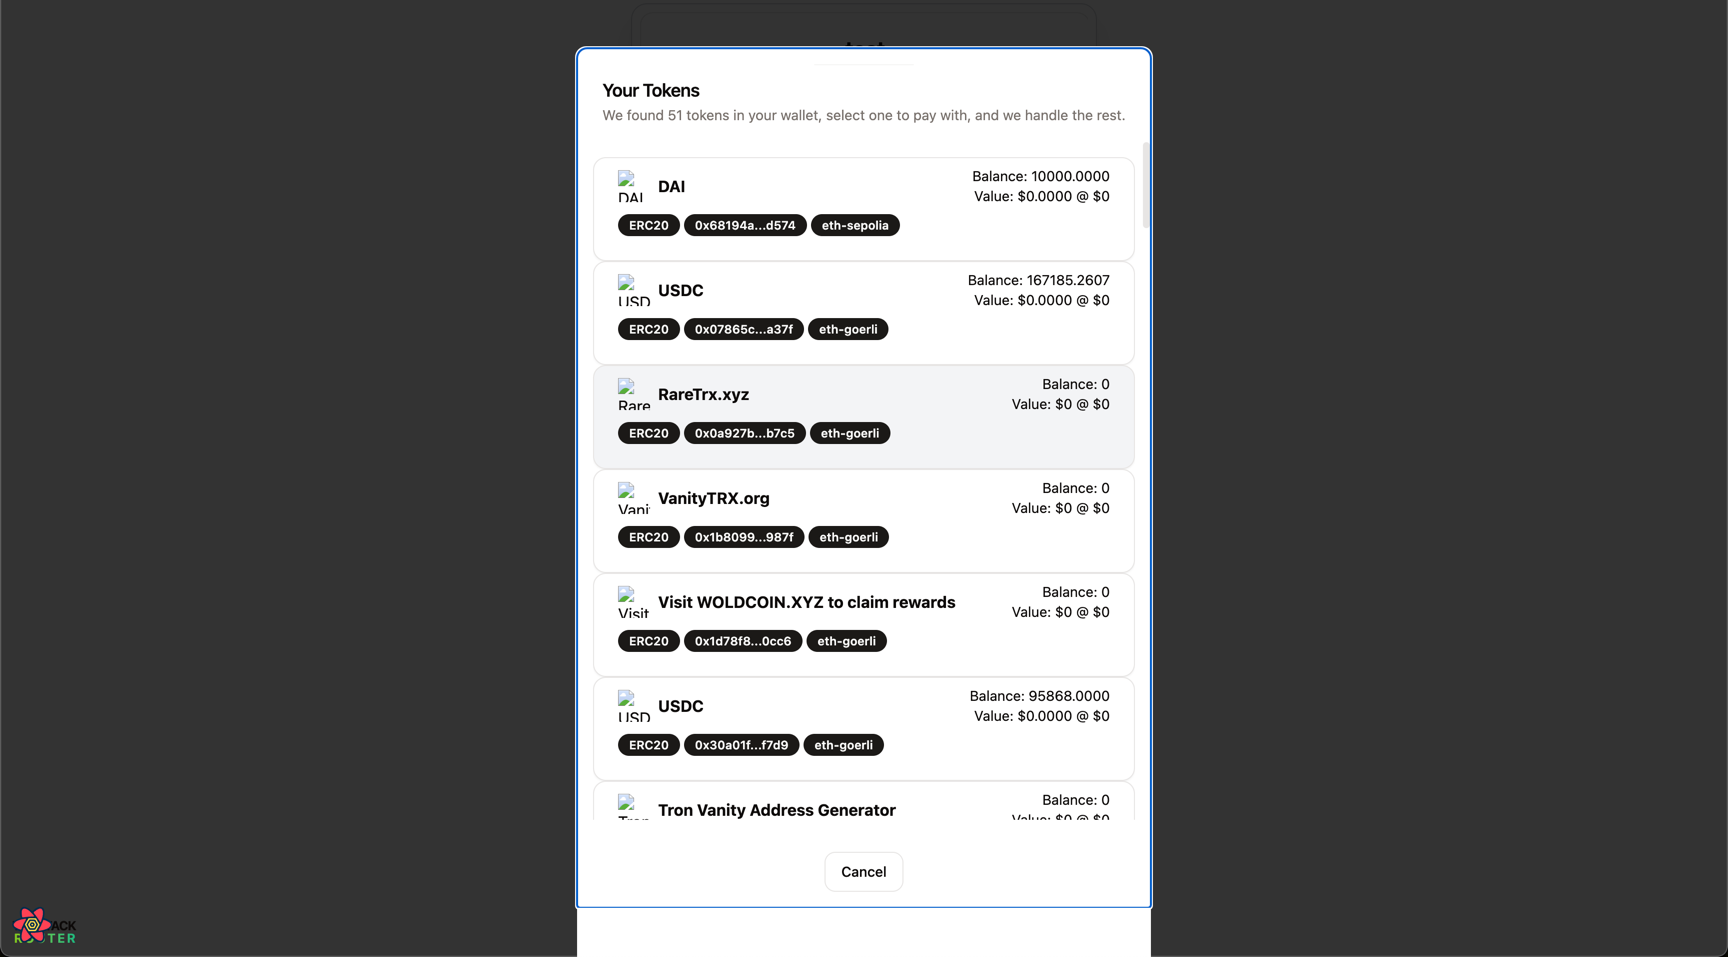 Your Tokens
We found 51 tokens in your wallet, select one to pay with, and we handle the rest.
DAI
DAI
Balance: 10000.0000
Value: $0.0000 @ $0
ERC20 0x68194a...d574 eth-sepolia
USD
USDC
Balance: 167185.2607
Value: $0.0000 @ $0
ERC20 0x07865c...a37f eth-goerli
Rare
RareTrx.xyz
Balance: 0
Value: $0 @ $0
ERC20 0x0a927b...b7c5 eth-goerli
Vani
VanityTRX.org
Balance: 0
Value: $0 @ $0
ERC20 0x1b8099...987f eth-goerli
Visit
Visit WOLDCOIN.XYZ to claim rewards
Balance: 0
Value: $0 @ $0
ERC20 0x1d78f8...0cc6 eth-goerli
USD
USDC
Balance: 95868.0000
Value: $0.0000 @ $0
ERC20 0x30a01f...f7d9 eth-goerli
Tron Vanity Address Generator
Balance: 0
Value: $0 @ $0
Cancel